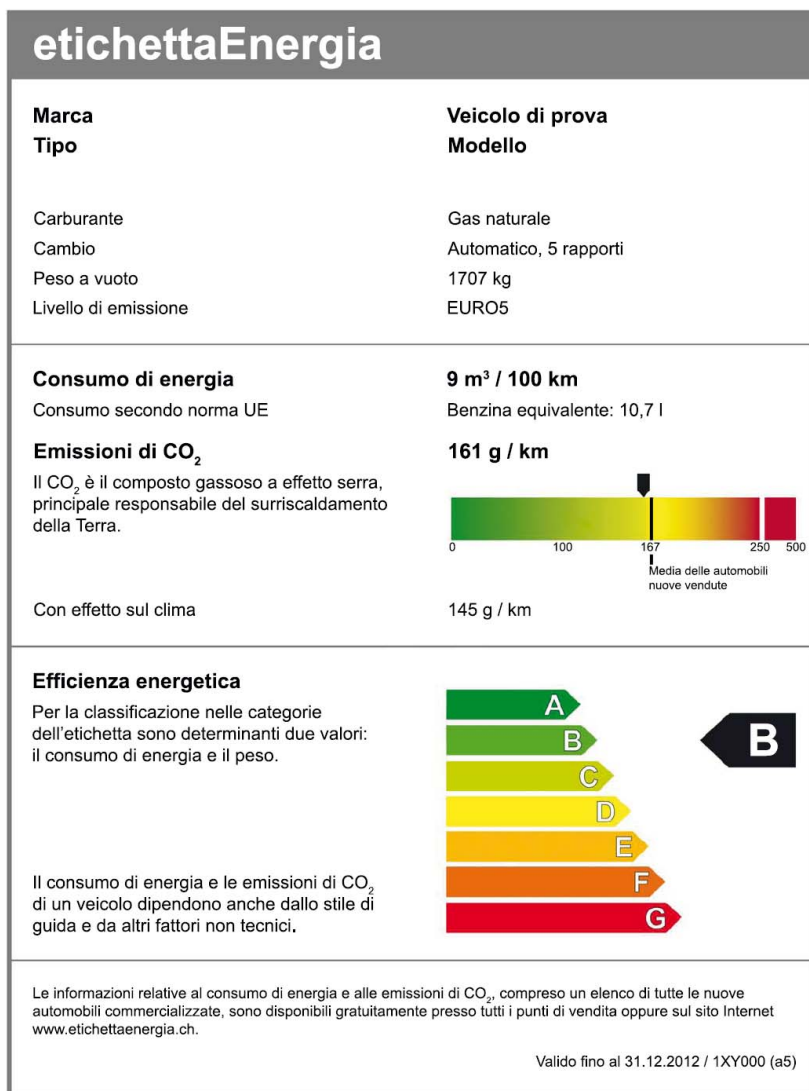 etichettaEnergia
Marca Veicolo di prova
Tipo Modello
Carburante Gas naturale
Cambio Automatico, 5 rapporti
Peso a vuoto 1707 kg
Livello di emissione EURO5
Consumo di energia 9 m³ / 100 km
Consumo secondo norma UE Benzina equivalente: 10,7 l
Emissioni di CO₂ 161 g / km
Il CO₂ è il composto gassoso a effetto serra,
principale responsabile del surriscaldamento
della Terra.
0 100 167 250 500
Media delle automobili
nuove vendute
Con effetto sul clima 145 g / km
Efficienza energetica
Per la classificazione nelle categorie
dell'etichetta sono determinanti due valori:
il consumo di energia e il peso.
A
B B
C
D
E
F
G
Il consumo di energia e le emissioni di CO₂
di un veicolo dipendono anche dallo stile di
guida e da altri fattori non tecnici.
Le informazioni relative al consumo di energia e alle emissioni di CO₂, compreso un elenco di tutte le nuove
automobili commercializzate, sono disponibili gratuitamente presso tutti i punti di vendita oppure sul sito Internet
www.etichettaenergia.ch.
Valido fino al 31.12.2012 / 1XY000 (a5)